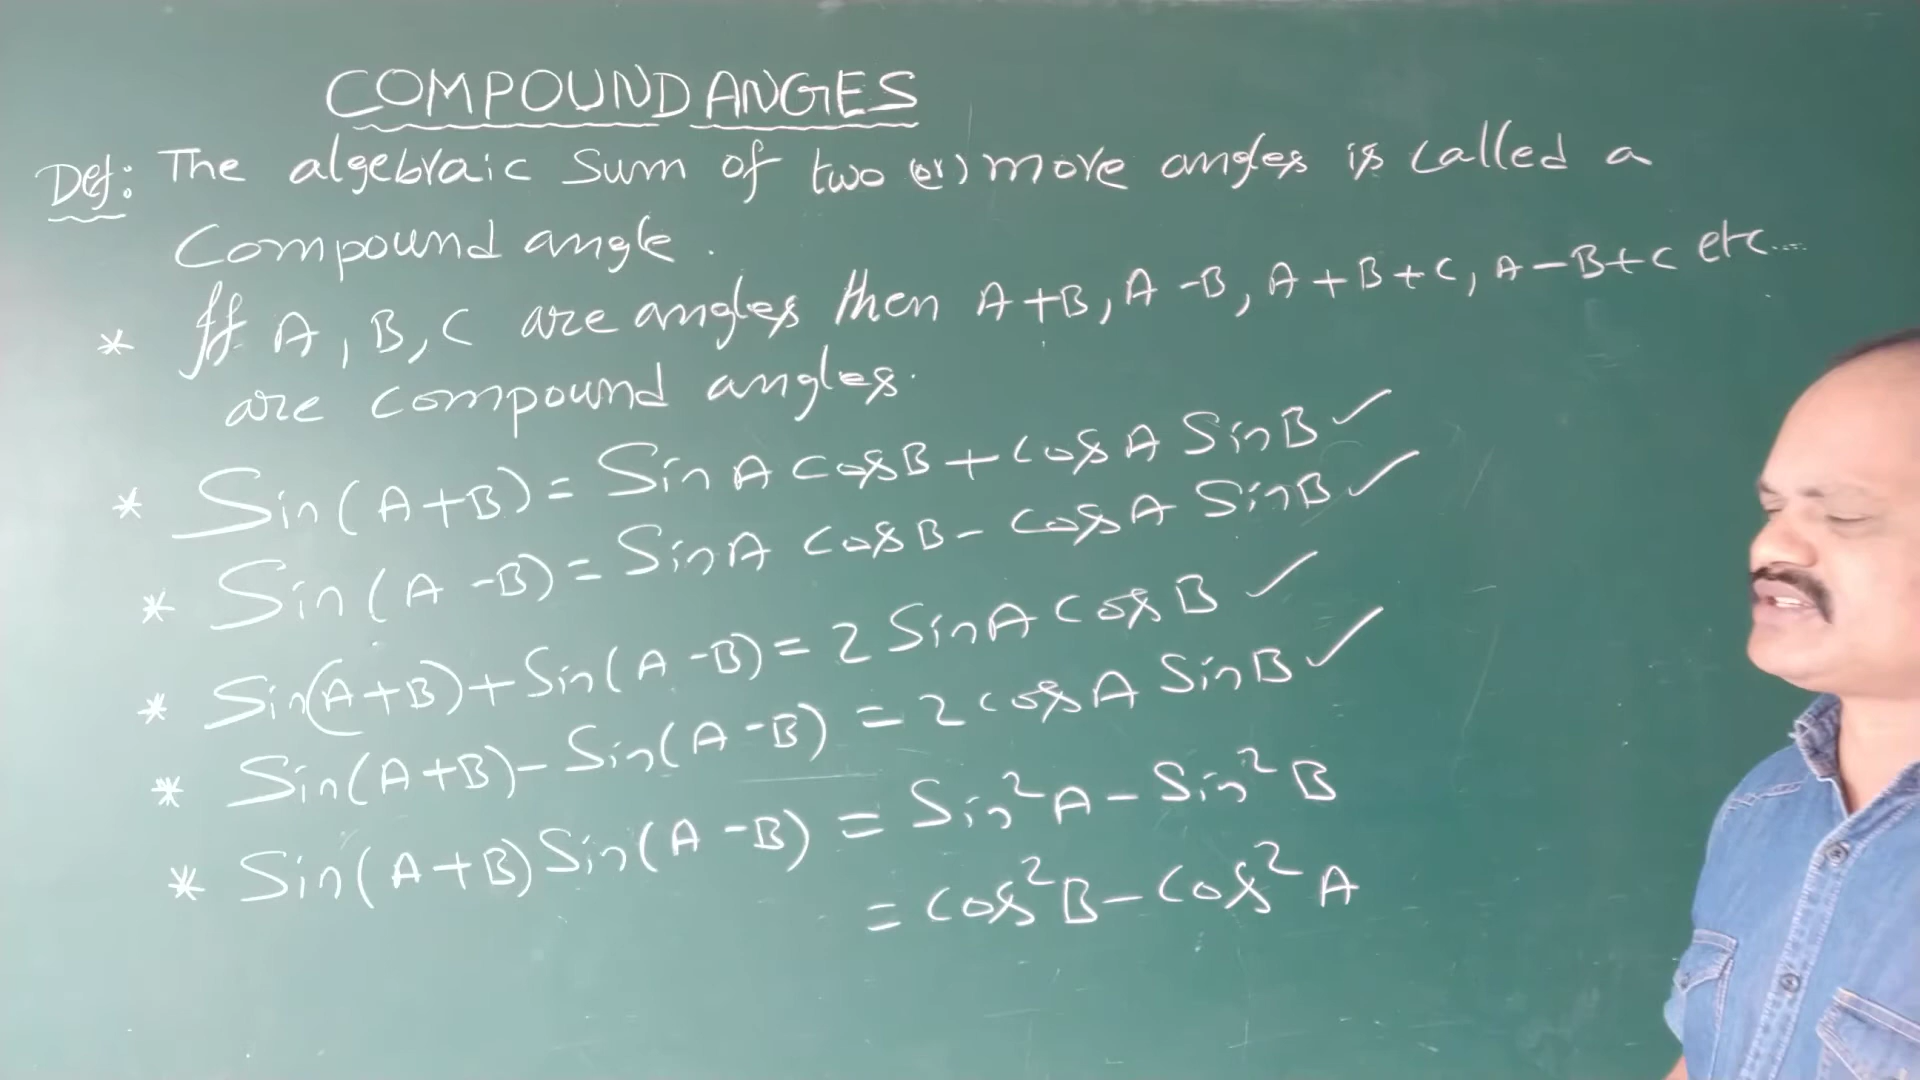 COMPOUND ANGES
Def: The algebraic sum of two (or) more angles is called a
Compound angle.
* If A, B, C are angles then A+B, A-B, A+B+C, A-B+C etc...
are compound angles.
* Sin(A+B) = Sin A Cos B + Cos A Sin B ✓
* Sin(A-B) = Sin A Cos B - Cos A Sin B ✓
* Sin(A+B) + Sin(A-B) = 2 Sin A Cos B ✓
* Sin(A+B) - Sin(A-B) = 2 Cos A Sin B ✓
* Sin(A+B) Sin(A-B) = Sin²A - Sin²B
= Cos²B - Cos²A